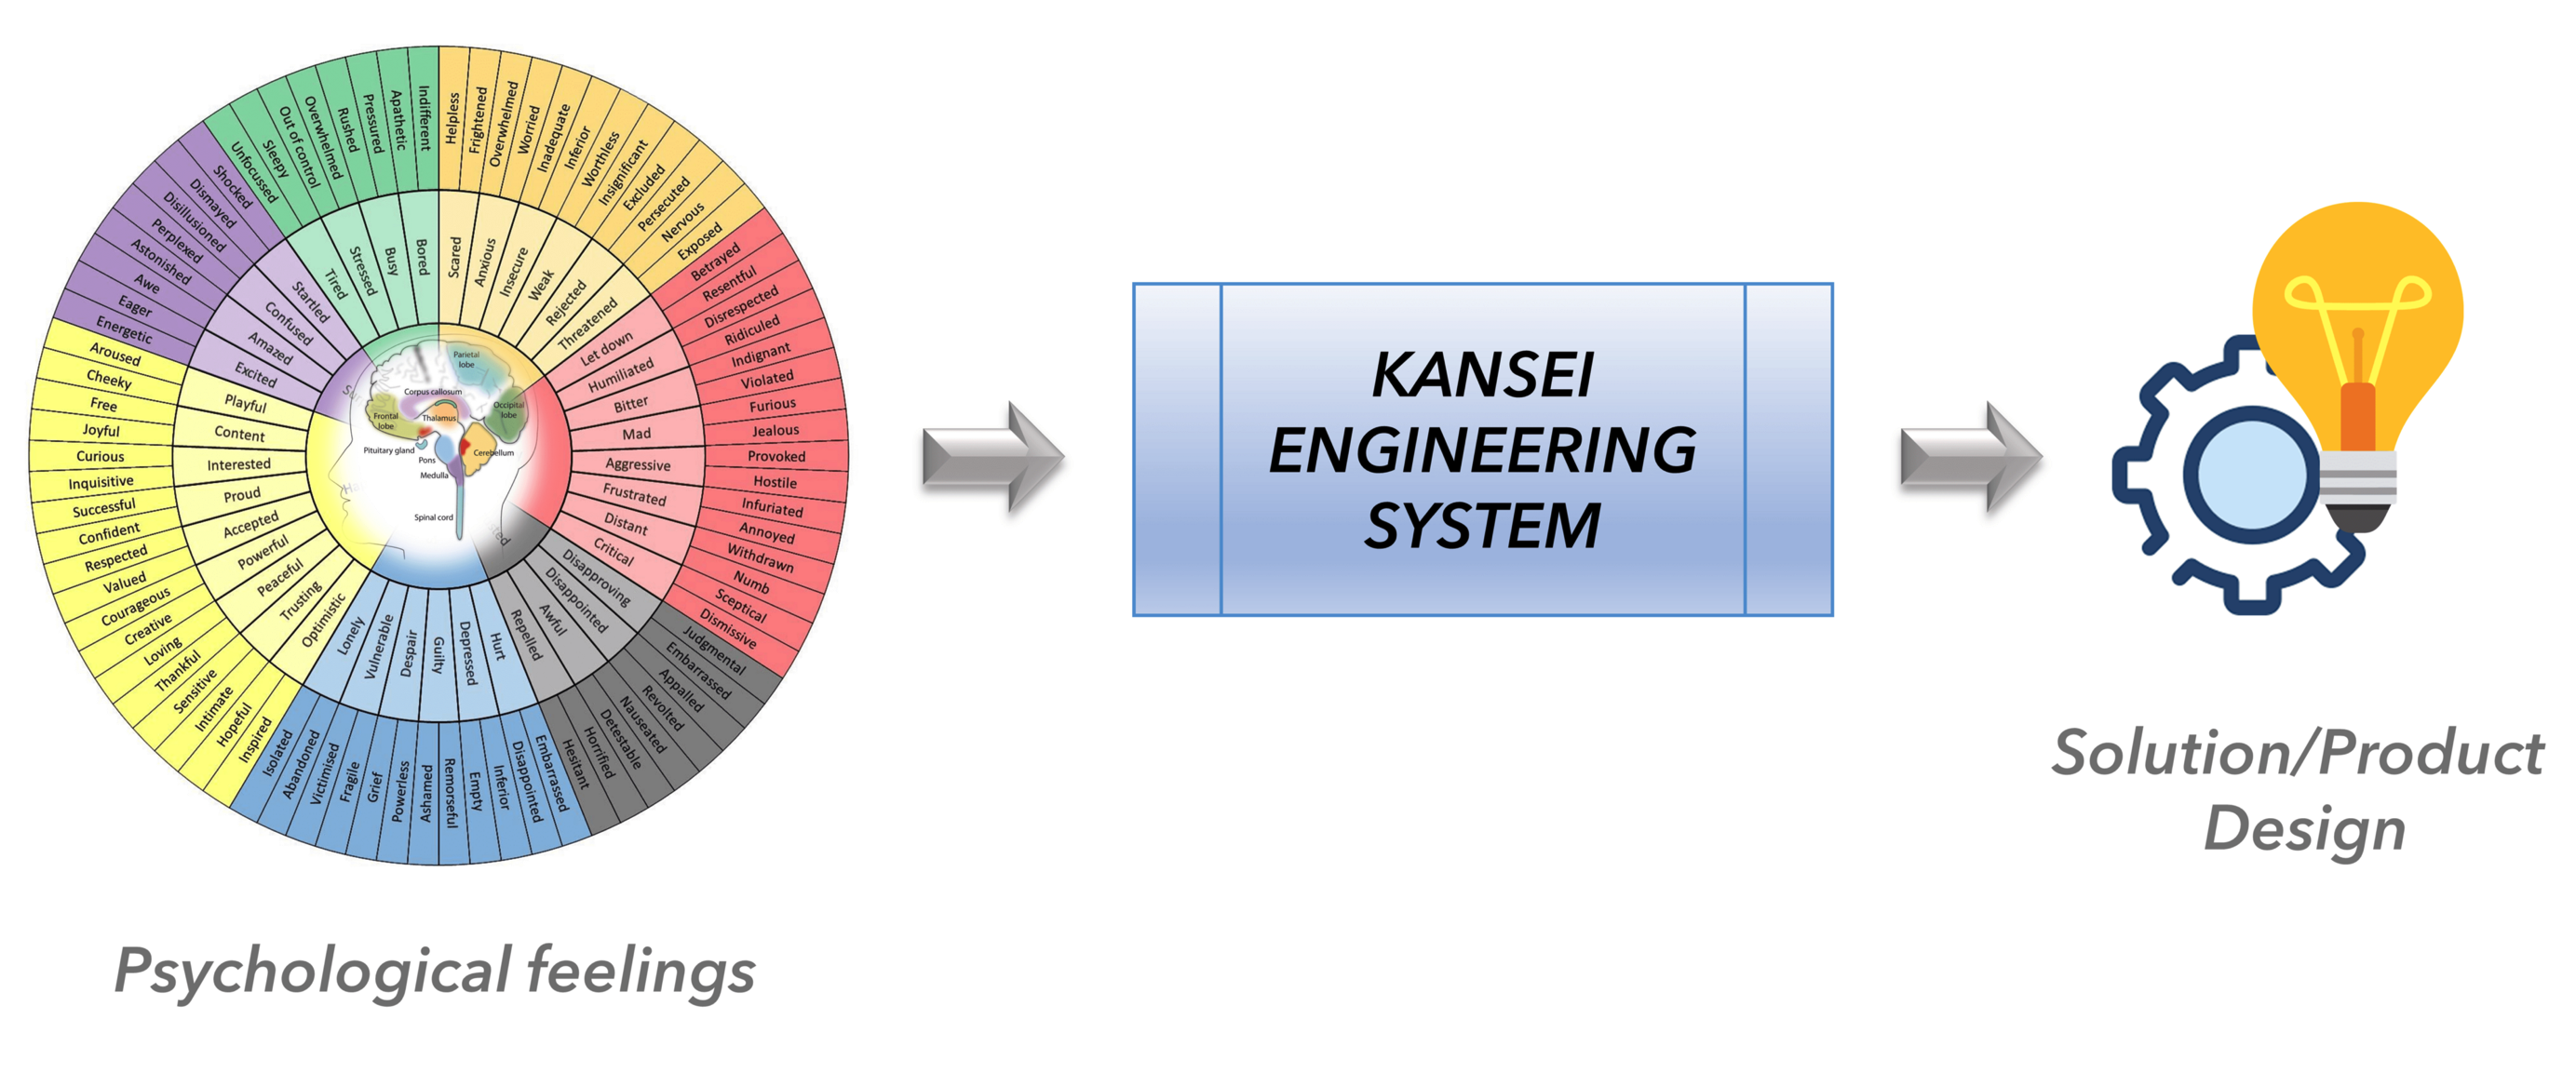 Helpless
Frightened
Overwhelmed
Worried
Inadequate
Inferior
Worthless
Insignificant
Excluded
Persecuted
Nervous
Exposed
Betrayed
Resentful
Disrespected
Ridiculed
Indignant
Violated
Furious
Jealous
Provoked
Hostile
Infuriated
Annoyed
Withdrawn
Numb
Sceptical
Dismissive
Judgmental
Embarrassed
Appalled
Revolted
Nauseated
Detestable
Horrified
Hesitant
Embarrassed
Disappointed
Inferior
Empty
Remorseful
Ashamed
Powerless
Grief
Fragile
Victimised
Abandoned
Isolated
Inspired
Hopeful
Intimate
Sensitive
Thankful
Loving
Creative
Courageous
Valued
Respected
Confident
Successful
Inquisitive
Curious
Joyful
Free
Cheeky
Aroused
Energetic
Eager
Awe
Astonished
Perplexed
Disillusioned
Dismayed
Shocked
Unfocussed
Sleepy
Out of control
Overwhelmed
Rushed
Pressured
Apathetic
Indifferent
Scared
Anxious
Insecure
Weak
Rejected
Threatened
Let down
Humiliated
Bitter
Mad
Aggressive
Frustrated
Distant
Critical
Disapproving
Disappointed
Awful
Repelled
Hurt
Depressed
Guilty
Despair
Vulnerable
Lonely
Optimistic
Trusting
Peaceful
Powerful
Accepted
Proud
Interested
Content
Playful
Excited
Amazed
Confused
Startled
Tired
Stressed
Busy
Bored
Parietal
lobe
Corpus callosum
Frontal
lobe
Thalamus
Occipital
lobe
Pituitary gland
Pons
Cerebellum
Medulla
Spinal cord
Psychological feelings
KANSEI
ENGINEERING
SYSTEM
Solution/Product
Design